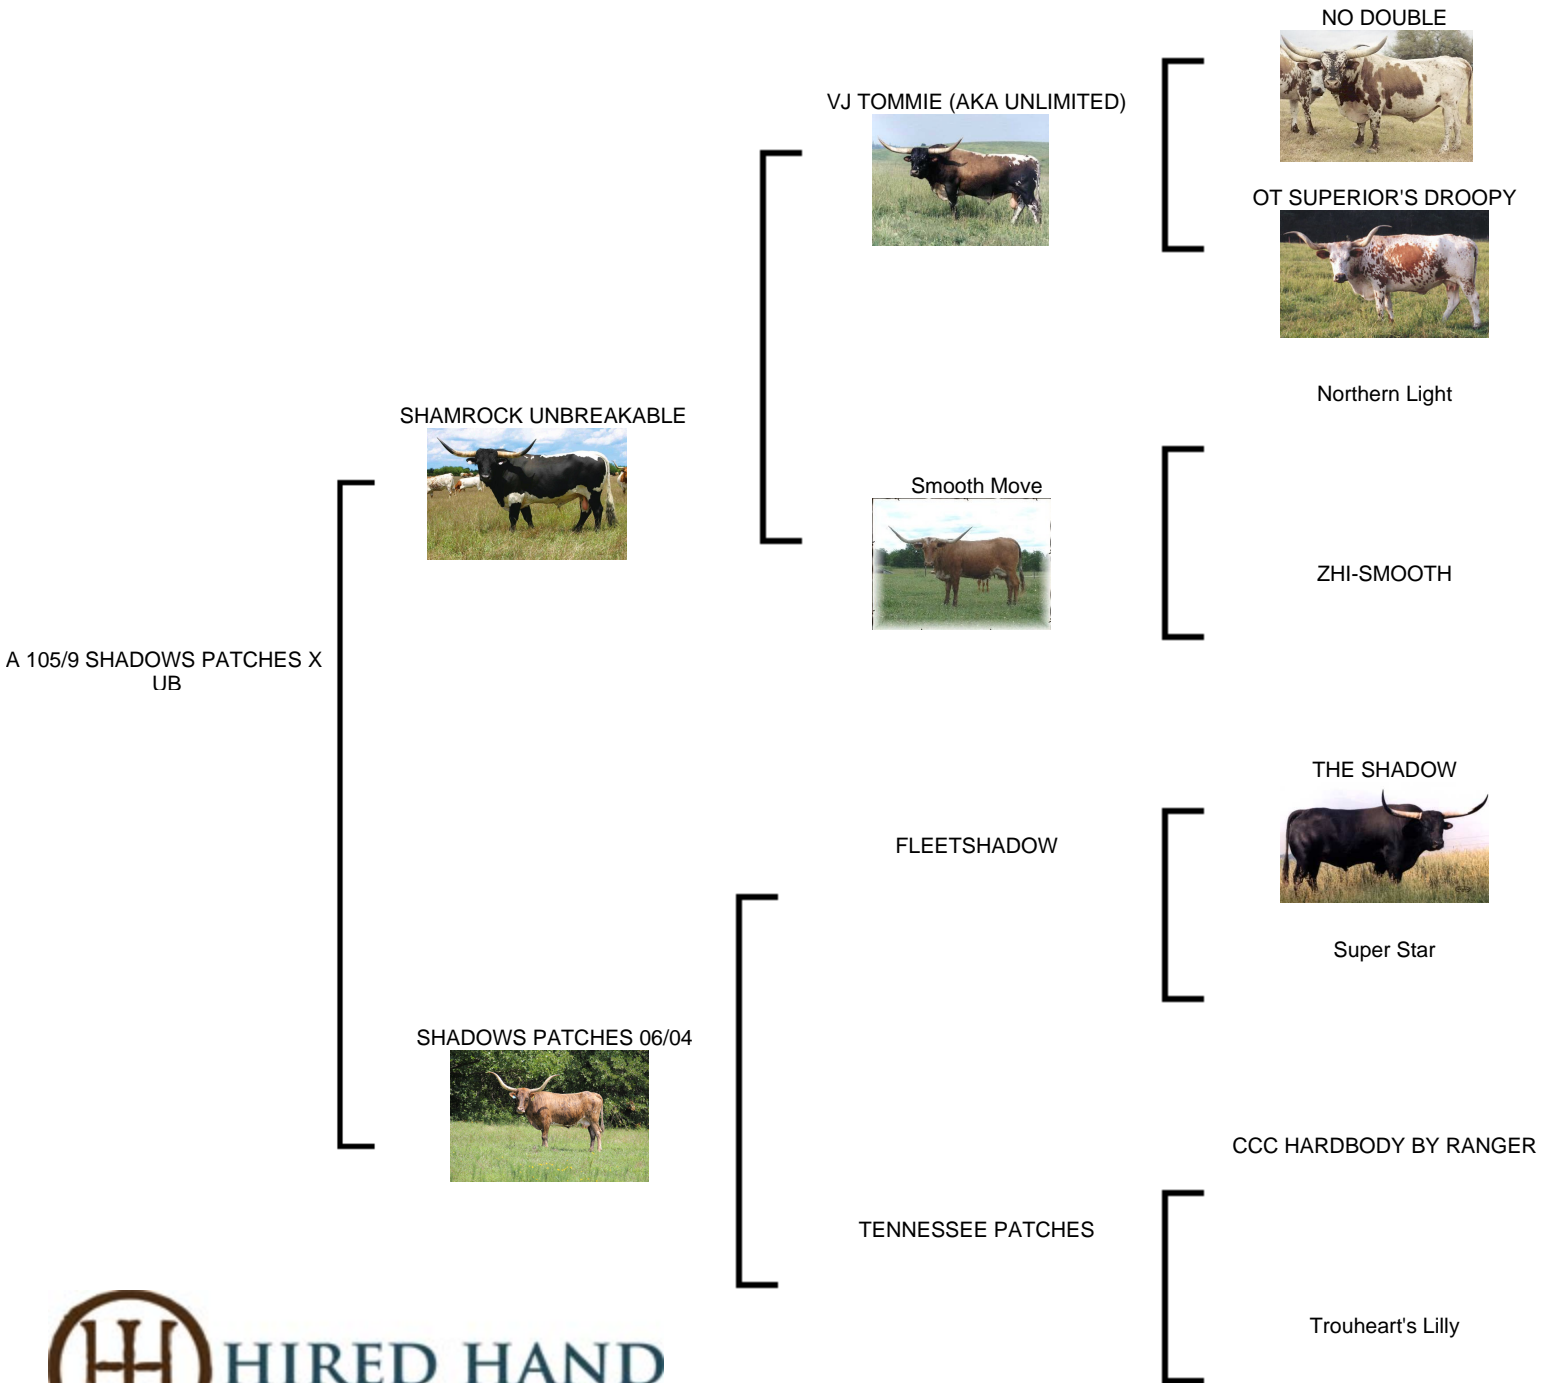 NO DOUBLE
VJ TOMMIE (AKA UNLIMITED)
OT SUPERIOR'S DROOPY
SHAMROCK UNBREAKABLE
Northern Light
Smooth Move
ZHI-SMOOTH
A 105/9 SHADOWS PATCHES X
UB
THE SHADOW
FLEETSHADOW
Super Star
SHADOWS PATCHES 06/04
CCC HARDBODY BY RANGER
TENNESSEE PATCHES
Trouheart's Lilly
HIRED HAND